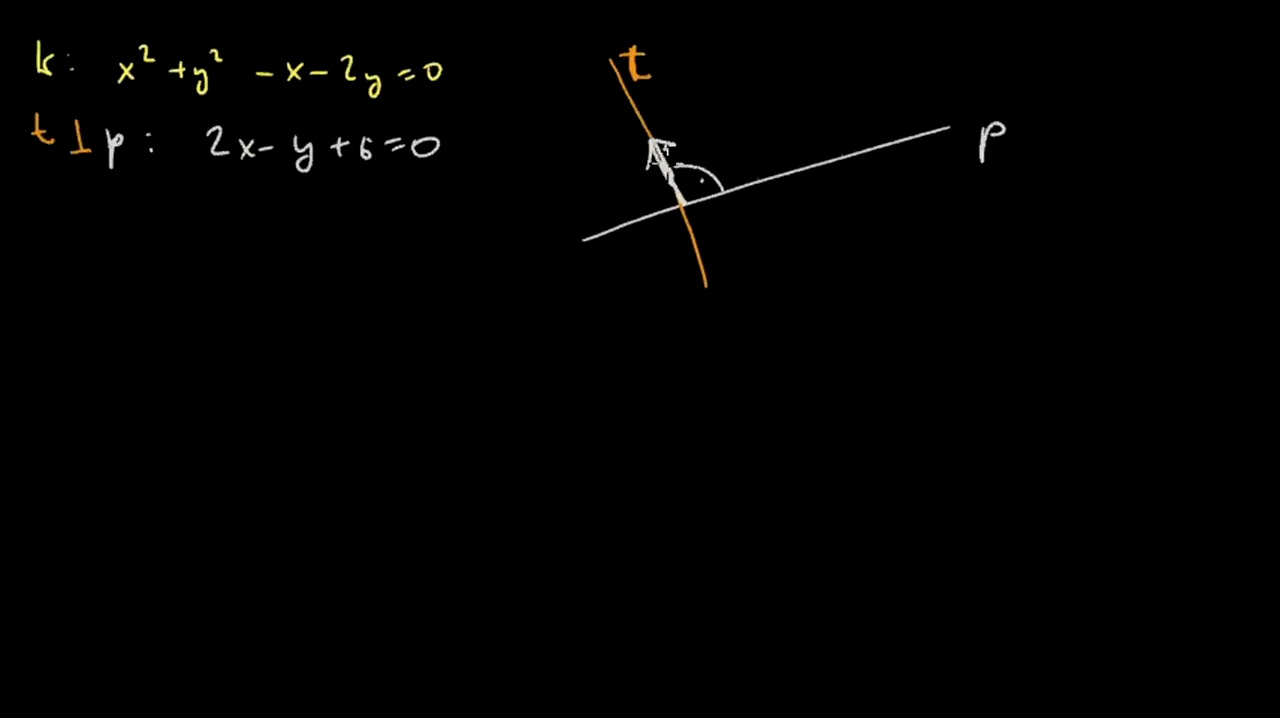 k: x² + y² - x - 2y = 0
t ⊥ p: 2x - y + 6 = 0
t
p